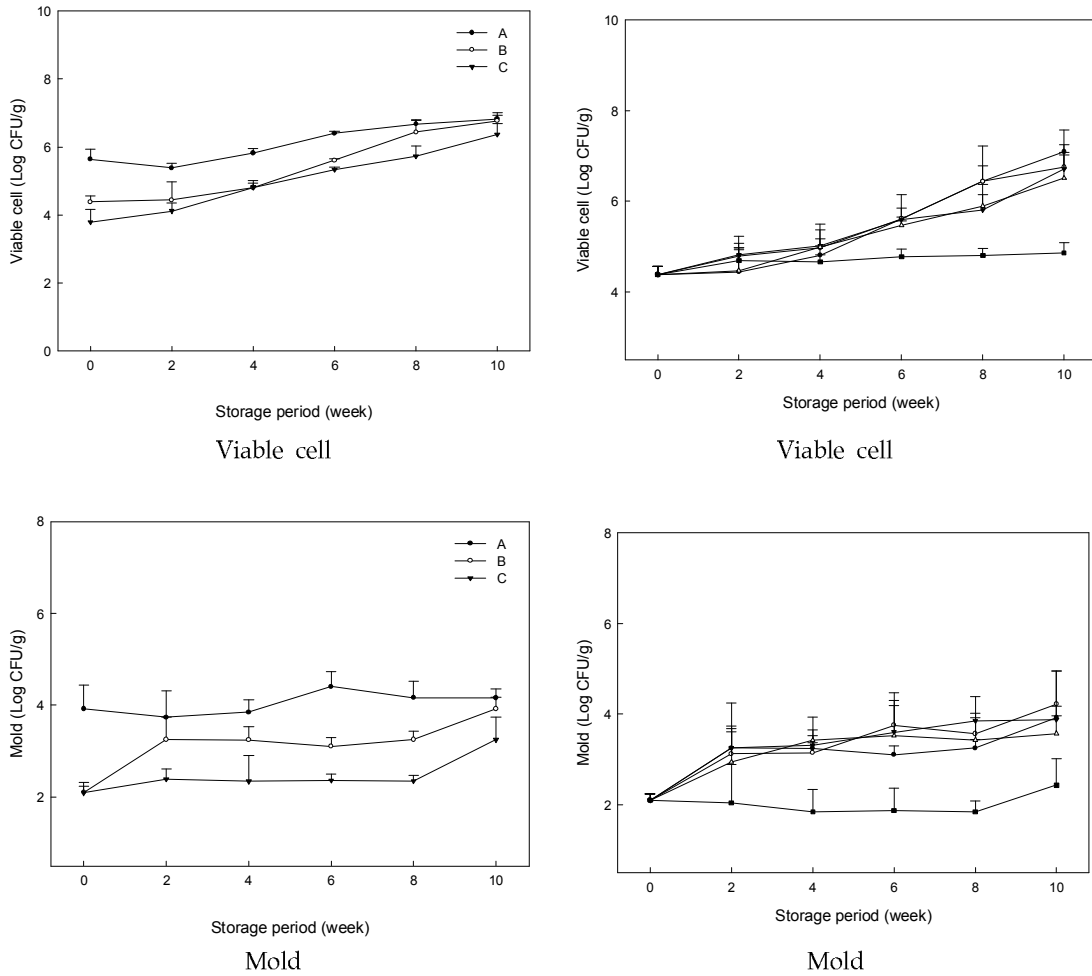 10
8
6
4
2
0
Viable cell (Log CFU/g)
A
B
C
0 2 4 6 8 10
Storage period (week)
Viable cell
10
8
6
4
Viable cell (Log CFU/g)
0 2 4 6 8 10
Storage period (week)
Viable cell
8
6
4
2
Mold (Log CFU/g)
A
B
C
0 2 4 6 8 10
Storage period (week)
Mold
8
6
4
2
Mold (Log CFU/g)
0 2 4 6 8 10
Storage period (week)
Mold